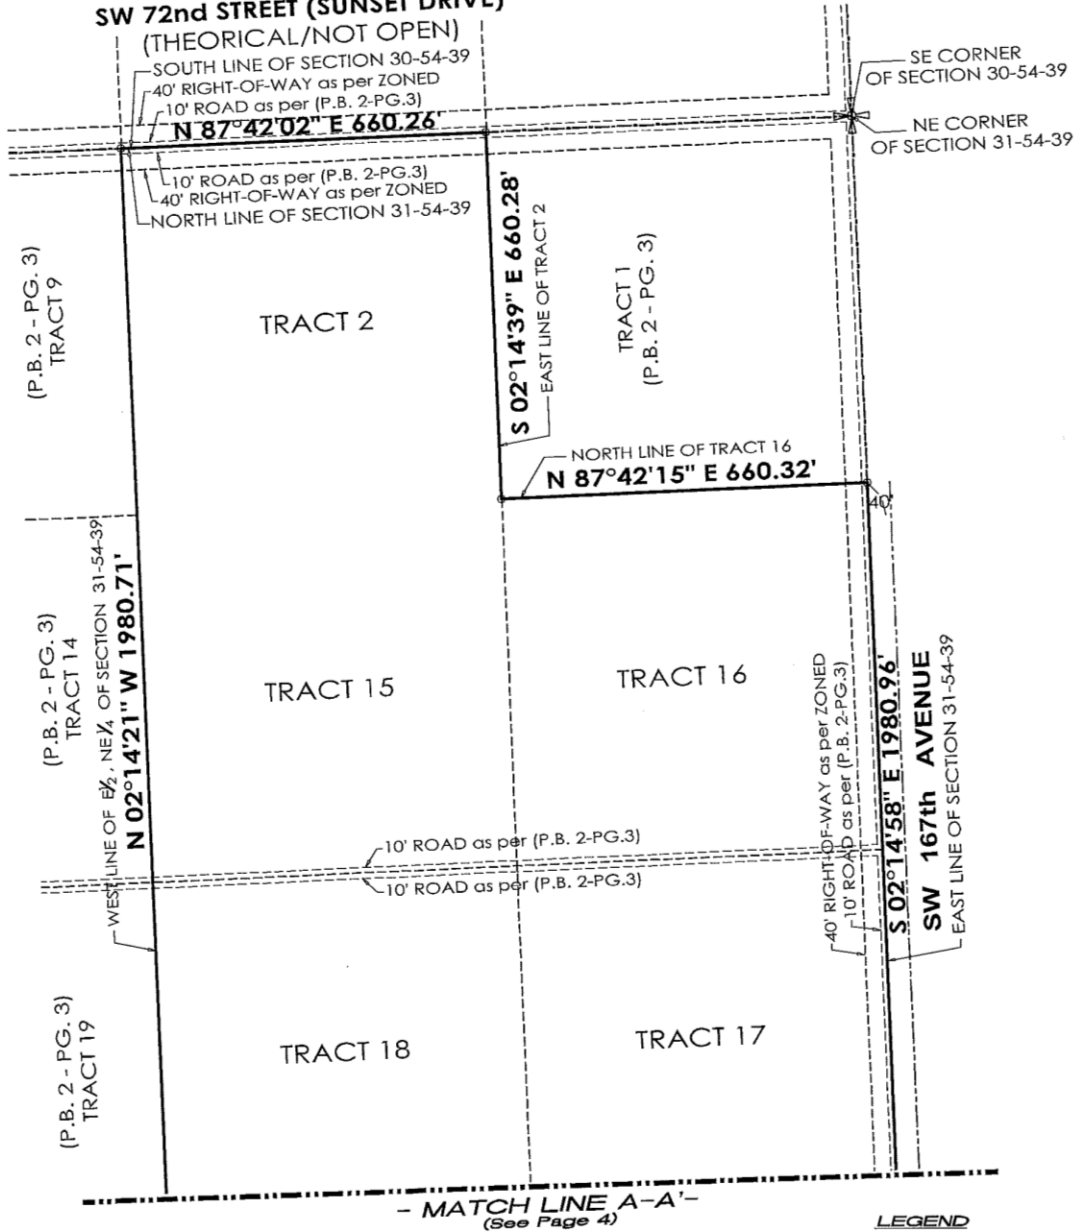 SW 72nd STREET (SUNSET DRIVE)
(THEORICAL/NOT OPEN)
SOUTH LINE OF SECTION 30-54-39
40' RIGHT-OF-WAY as per ZONED
10' ROAD as per (P.B. 2-PG.3)
N 87°42'02" E 660.26'
SE CORNER
OF SECTION 30-54-39
NE CORNER
OF SECTION 31-54-39
10' ROAD as per (P.B. 2-PG.3)
40' RIGHT-OF-WAY as per ZONED
NORTH LINE OF SECTION 31-54-39
(P.B. 2 - PG. 3)
TRACT 9
TRACT 2
S 02°14'39" E 660.28'
EAST LINE OF TRACT 2
TRACT 1
(P.B. 2 - PG. 3)
NORTH LINE OF TRACT 16
N 87°42'15" E 660.32'
40'
(P.B. 2 - PG. 3)
TRACT 14
WEST LINE OF E½, NE¼ OF SECTION 31-54-39
N 02°14'21" W 1980.71'
TRACT 15
TRACT 16
40' RIGHT-OF-WAY as per ZONED
10' ROAD as per (P.B. 2-PG.3)
S 02°14'58" E 1980.96'
SW 167th AVENUE
EAST LINE OF SECTION 31-54-39
10' ROAD as per (P.B. 2-PG.3)
10' ROAD as per (P.B. 2-PG.3)
(P.B. 2 - PG. 3)
TRACT 19
TRACT 18
TRACT 17
- MATCH LINE A-A'-
(See Page 4)
LEGEND